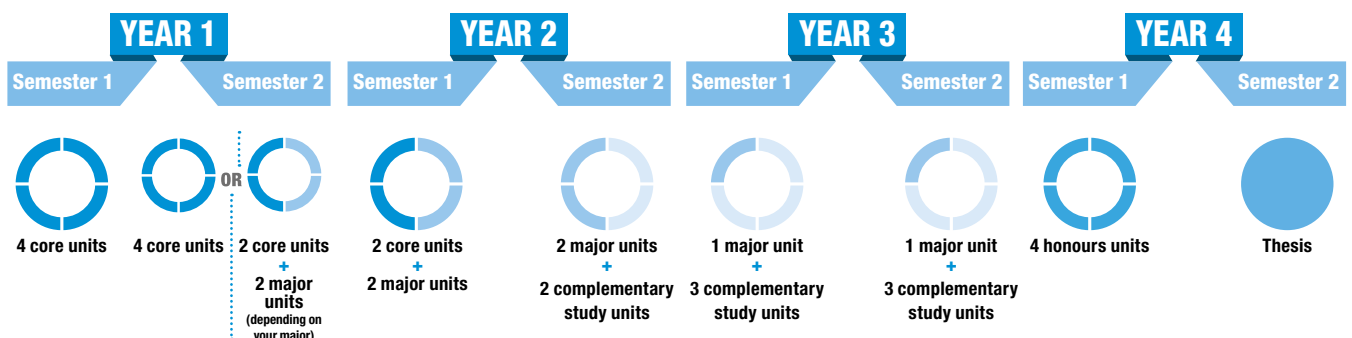 YEAR 1
Semester 1
Semester 2
4 core units
4 core units
OR
2 core units
+
2 major
units
(depending on
your major)
YEAR 2
Semester 1
Semester 2
2 core units
+
2 major units
2 major units
+
2 complementary
study units
YEAR 3
Semester 1
Semester 2
1 major unit
+
3 complementary
study units
1 major unit
+
3 complementary
study units
YEAR 4
Semester 1
Semester 2
4 honours units
Thesis